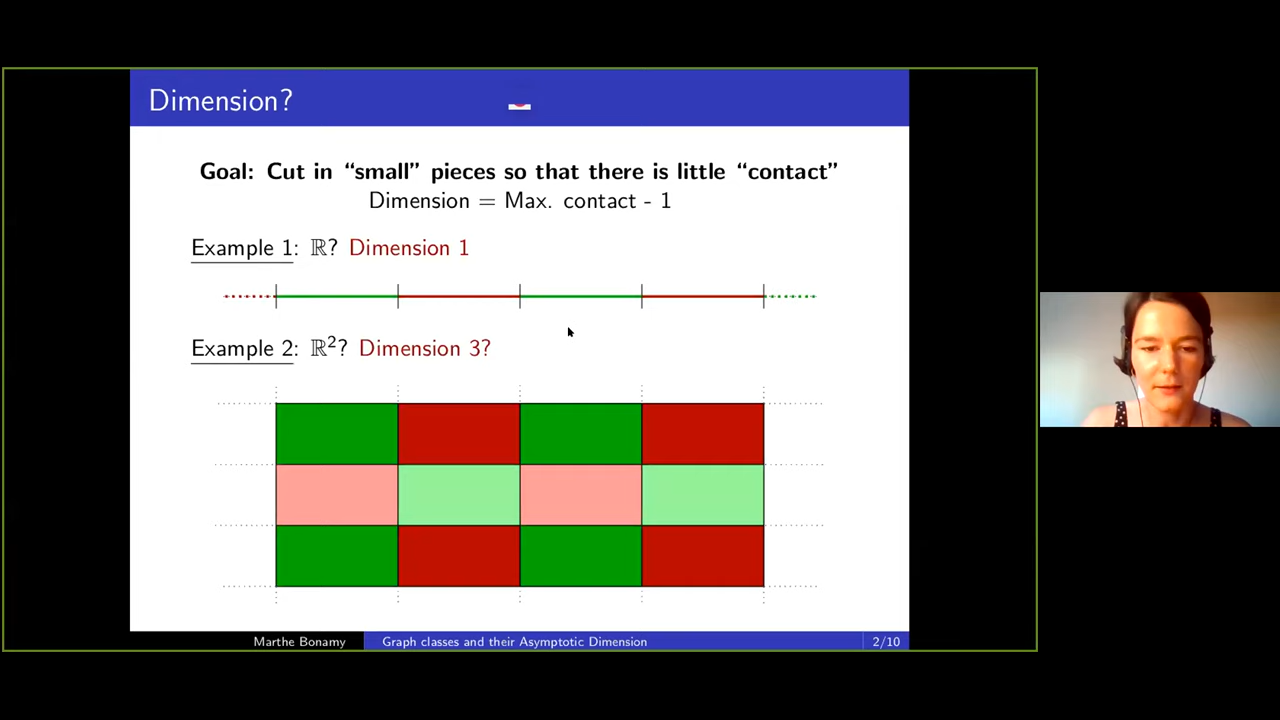 Dimension?
Goal: Cut in “small” pieces so that there is little “contact”
Dimension = Max. contact - 1
Example 1: ℝ? Dimension 1
Example 2: ℝ²? Dimension 3?
Marthe Bonamy Graph classes and their Asymptotic Dimension 2/10